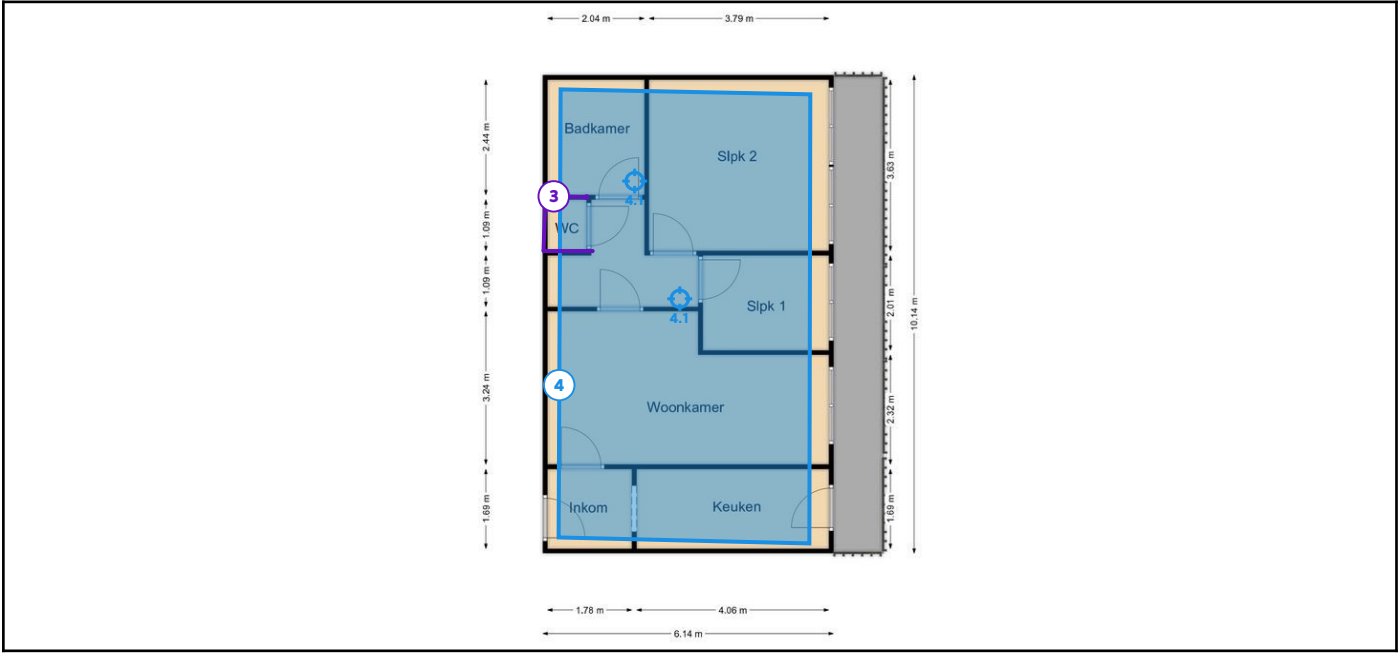 2.04 m
3.79 m
Badkamer
Slpk 2
2.44 m
3.63 m
3
4.1
WC
1.09 m
1.09 m
Slpk 1
4.1
2.01 m
10.14 m
4
3.24 m
Woonkamer
2.32 m
Inkom
Keuken
1.69 m
1.69 m
1.78 m
4.06 m
6.14 m